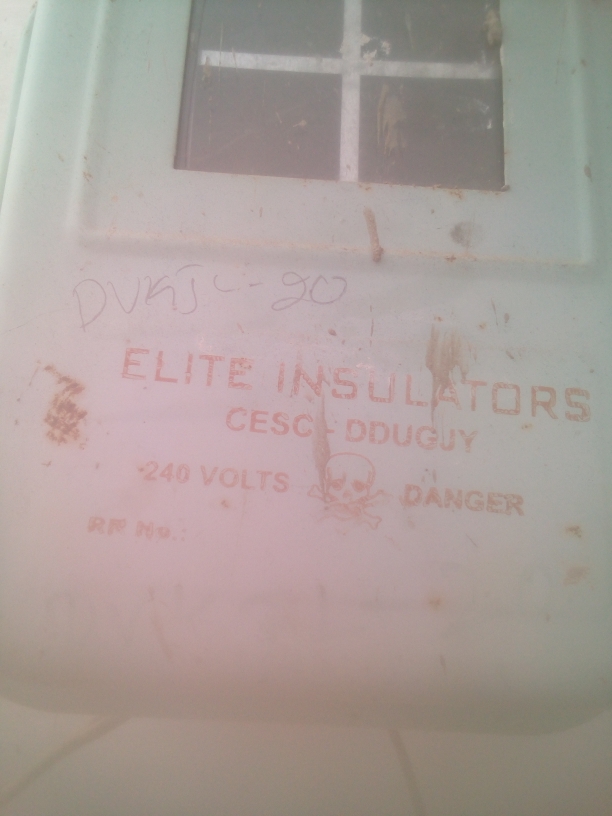 DVKJC-20
ELITE INSULATORS
CESC - DDUGJY
240 VOLTS DANGER
RR No.: